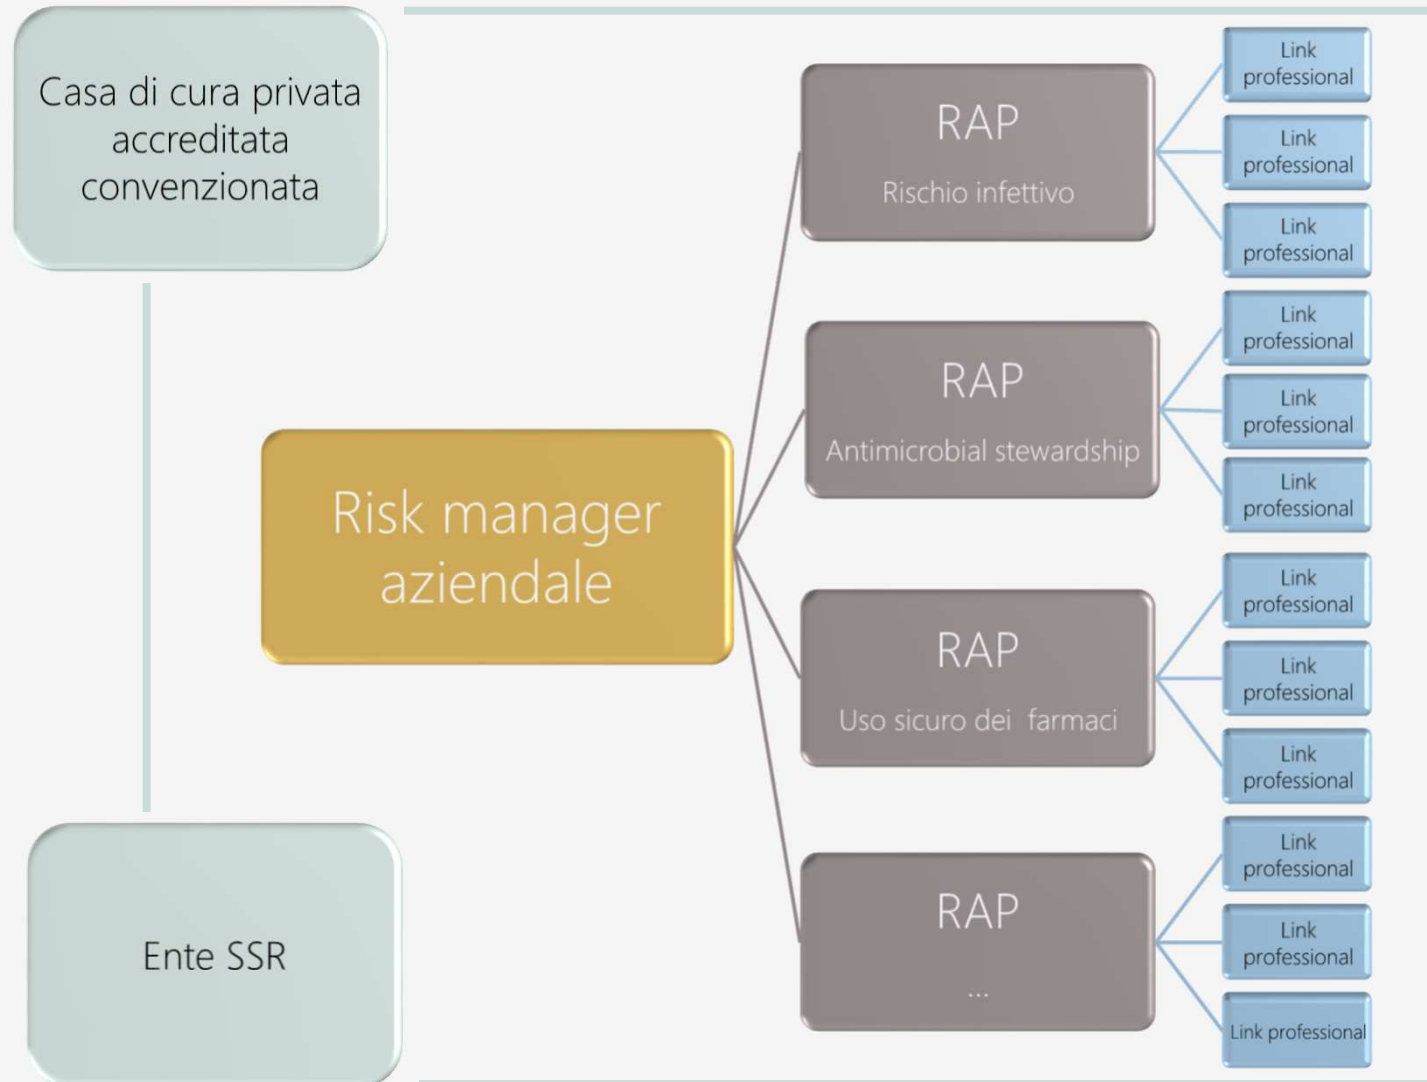 Casa di cura privata
accreditata
convenzionata
Ente SSR
Risk manager
aziendale
RAP
Rischio infettivo
Link
professional
Link
professional
Link
professional
RAP
Antimicrobial stewardship
Link
professional
Link
professional
Link
professional
RAP
Uso sicuro dei  farmaci
Link
professional
Link
professional
Link
professional
RAP
...
Link
professional
Link
professional
Link professional